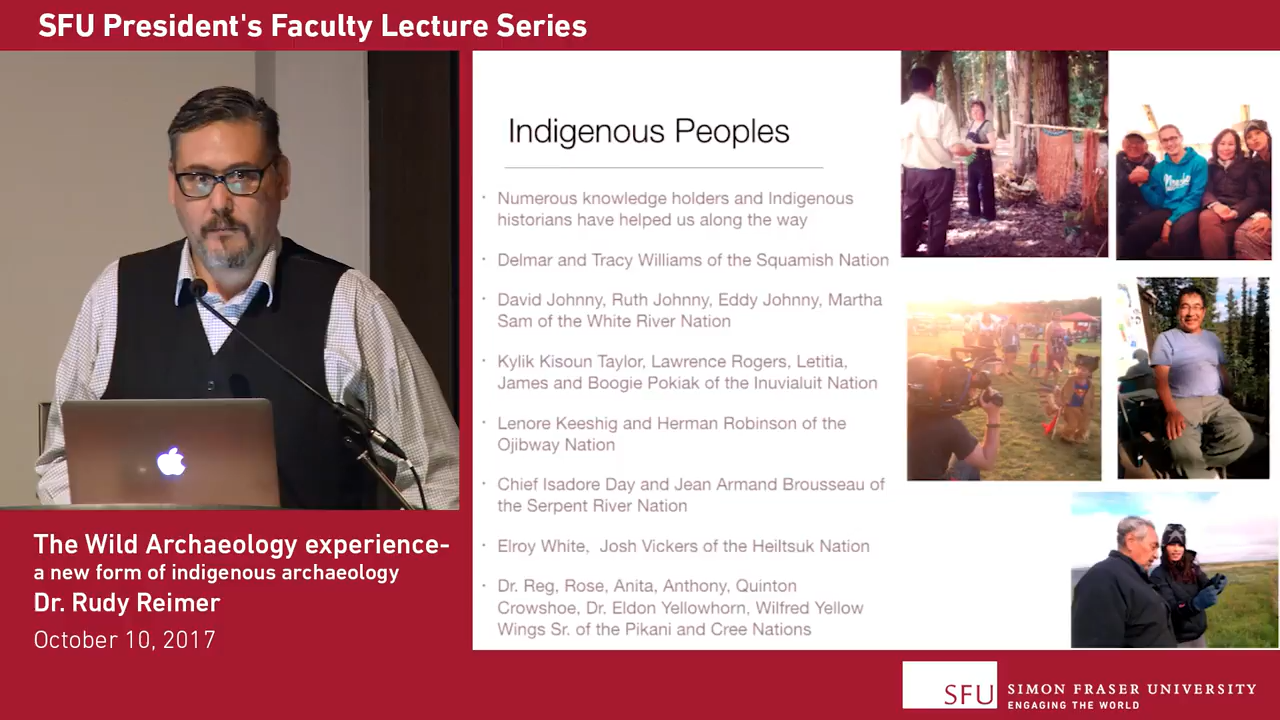 SFU President's Faculty Lecture Series
Indigenous Peoples
· Numerous knowledge holders and Indigenous
historians have helped us along the way
· Delmar and Tracy Williams of the Squamish Nation
· David Johnny, Ruth Johnny, Eddy Johnny, Martha
Sam of the White River Nation
· Kylik Kisoun Taylor, Lawrence Rogers, Letitia,
James and Boogie Pokiak of the Inuvialuit Nation
· Lenore Keeshig and Herman Robinson of the
Ojibway Nation
· Chief Isadore Day and Jean Armand Brousseau of
the Serpent River Nation
· Elroy White, Josh Vickers of the Heiltsuk Nation
· Dr. Reg, Rose, Anita, Anthony, Quinton
Crowshoe, Dr. Eldon Yellowhorn, Wilfred Yellow
Wings Sr. of the Pikani and Cree Nations
The Wild Archaeology experience-
a new form of indigenous archaeology
Dr. Rudy Reimer
October 10, 2017
SFU SIMON FRASER UNIVERSITY
ENGAGING THE WORLD